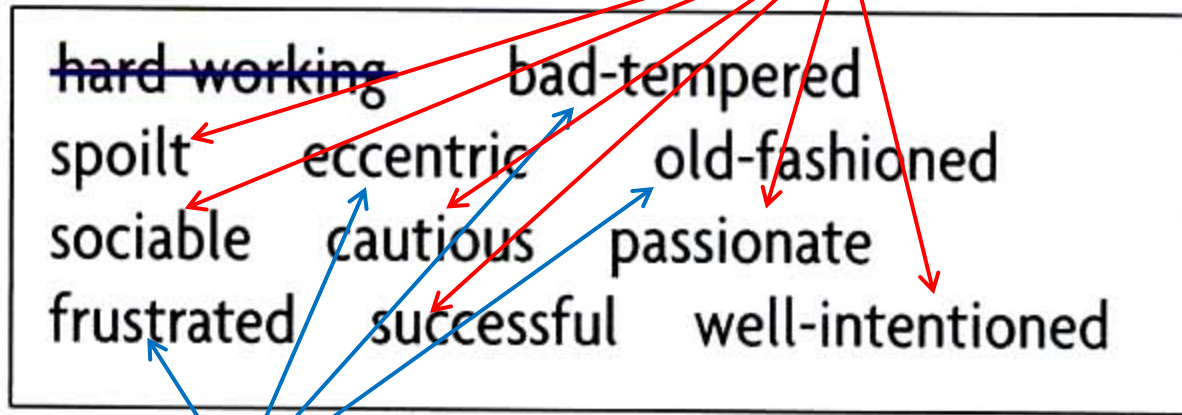 hard-working bad-tempered
spoilt eccentric old-fashioned
sociable cautious passionate
frustrated successful well-intentioned